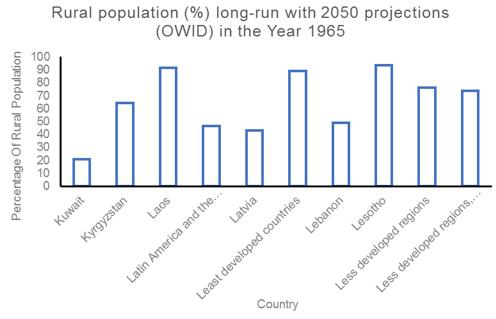 Rural population (%) long-run with 2050 projections
(OWID) in the Year 1965
Percentage Of Rural Population
100
90
80
70
60
50
40
30
20
10
0
Kuwait
Kyrgyzstan
Laos
Latin America and the…
Latvia
Least developed countries
Lebanon
Lesotho
Less developed regions
Less developed regions,…
Country